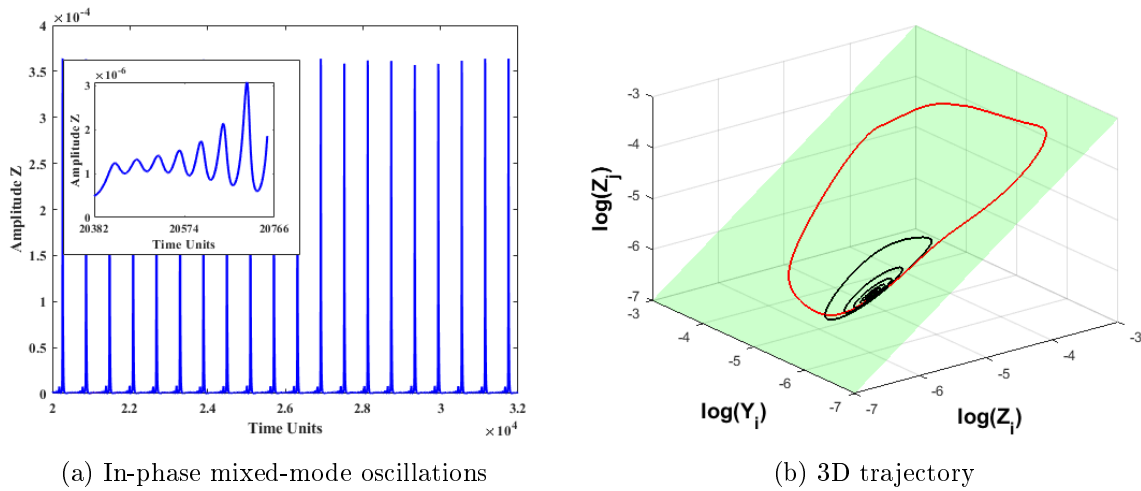 ×10⁻⁴
4
3.5
3
2.5
2
1.5
1
0.5
0
Amplitude Z
×10⁻⁶
3
2
1
0
Amplitude Z
20382 20574 20766
Time Units
2 2.2 2.4 2.6 2.8 3 3.2
Time Units
×10⁴
(a) In-phase mixed-mode oscillations
-3
-4
-5
-6
-7
log(Z_j)
-3
-4
-5
-6
-7
log(Y_i)
-7
-6
-5
-4
-3
log(Z_i)
(b) 3D trajectory